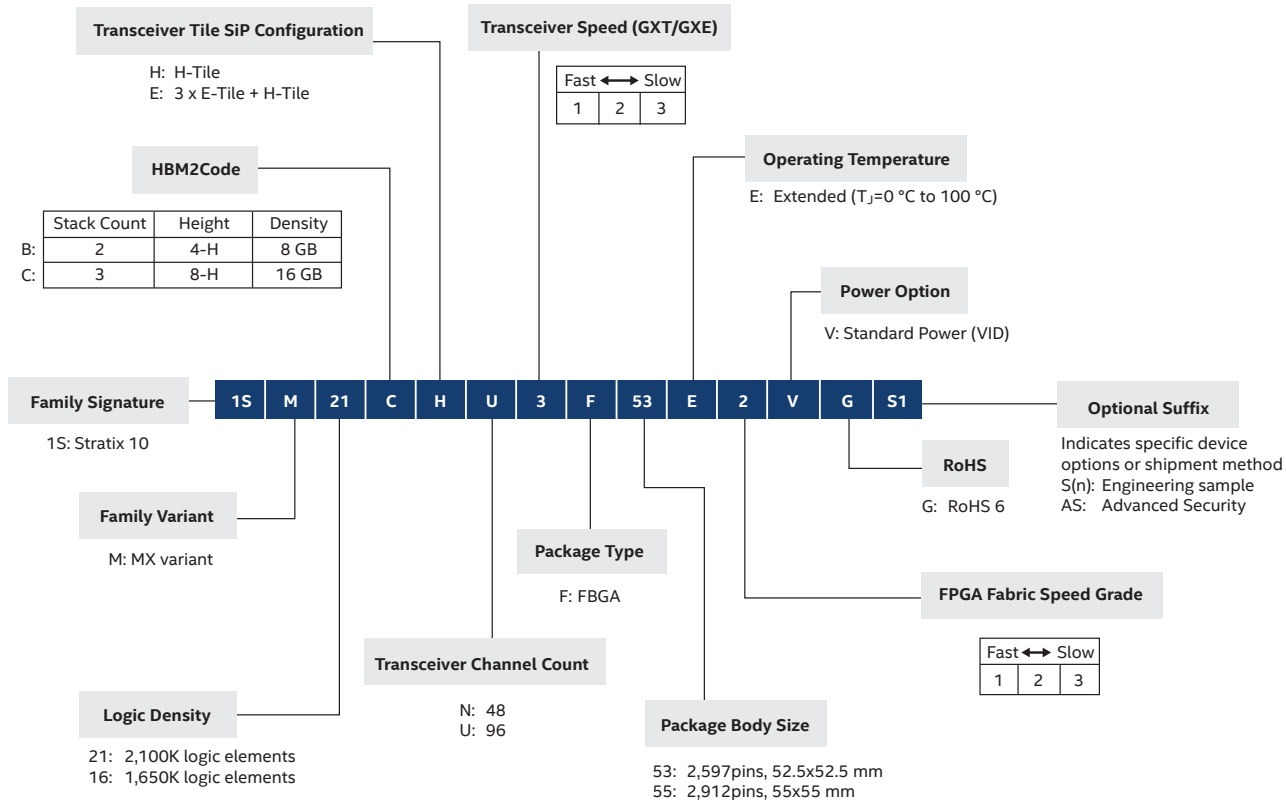 Transceiver Tile SiP Configuration
H: H-Tile
E: 3 x E-Tile + H-Tile
Transceiver Speed (GXT/GXE)
Fast ↔ Slow
1 2 3
HBM2Code
Stack Count Height Density
B: 2 4-H 8 GB
C: 3 8-H 16 GB
Operating Temperature
E: Extended (TJ=0 °C to 100 °C)
Power Option
V: Standard Power (VID)
Family Signature
1S: Stratix 10
1S M 21 C H U 3 F 53 E 2 V G S1
Optional Suffix
Indicates specific device
options or shipment method
S(n): Engineering sample
AS: Advanced Security
RoHS
G: RoHS 6
Family Variant
M: MX variant
Package Type
F: FBGA
FPGA Fabric Speed Grade
Fast ↔ Slow
1 2 3
Transceiver Channel Count
N: 48
U: 96
Logic Density
21: 2,100K logic elements
16: 1,650K logic elements
Package Body Size
53: 2,597pins, 52.5x52.5 mm
55: 2,912pins, 55x55 mm